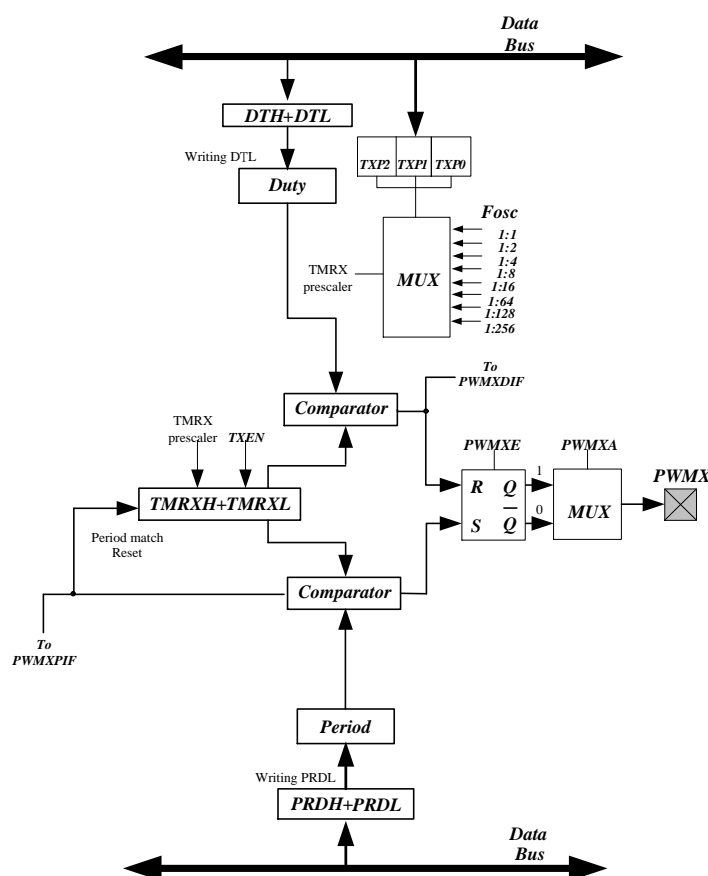 Data
Bus
DTH+DTL
Writing DTL
TXP2 TXP1 TXP0
Duty
Fosc
1:1
1:2
1:4
1:8
1:16
1:64
1:128
1:256
TMRX
prescaler
MUX
To
PWMXDIF
Comparator
TMRX
prescaler
TXEN
PWMXE
PWMXA
PWMX
R Q
1
TMRXH+TMRXL
MUX
S Q
0
Period match
Reset
Comparator
To
PWMXPIF
Period
Writing PRDL
PRDH+PRDL
Data
Bus